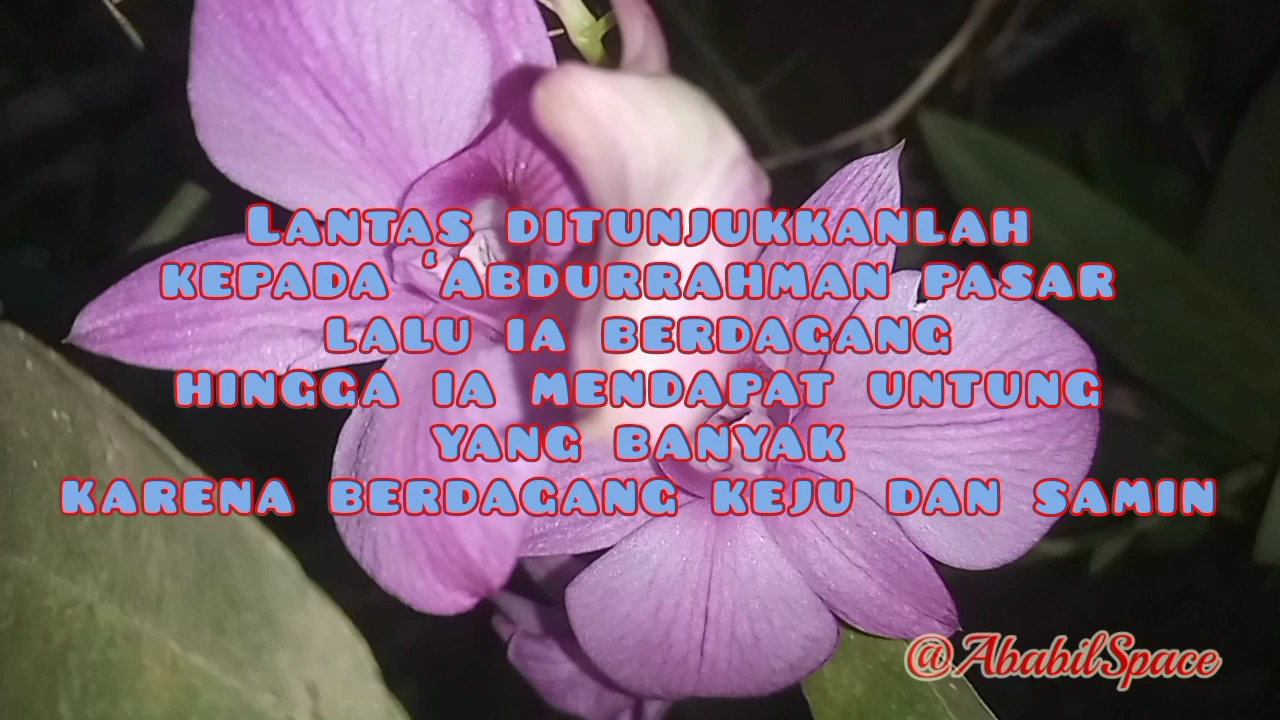 Lantas ditunjukkanlah
kepada ‘Abdurrahman pasar
lalu ia berdagang
hingga ia mendapat untung
yang banyak
karena berdagang keju dan samin
@AbabilSpace